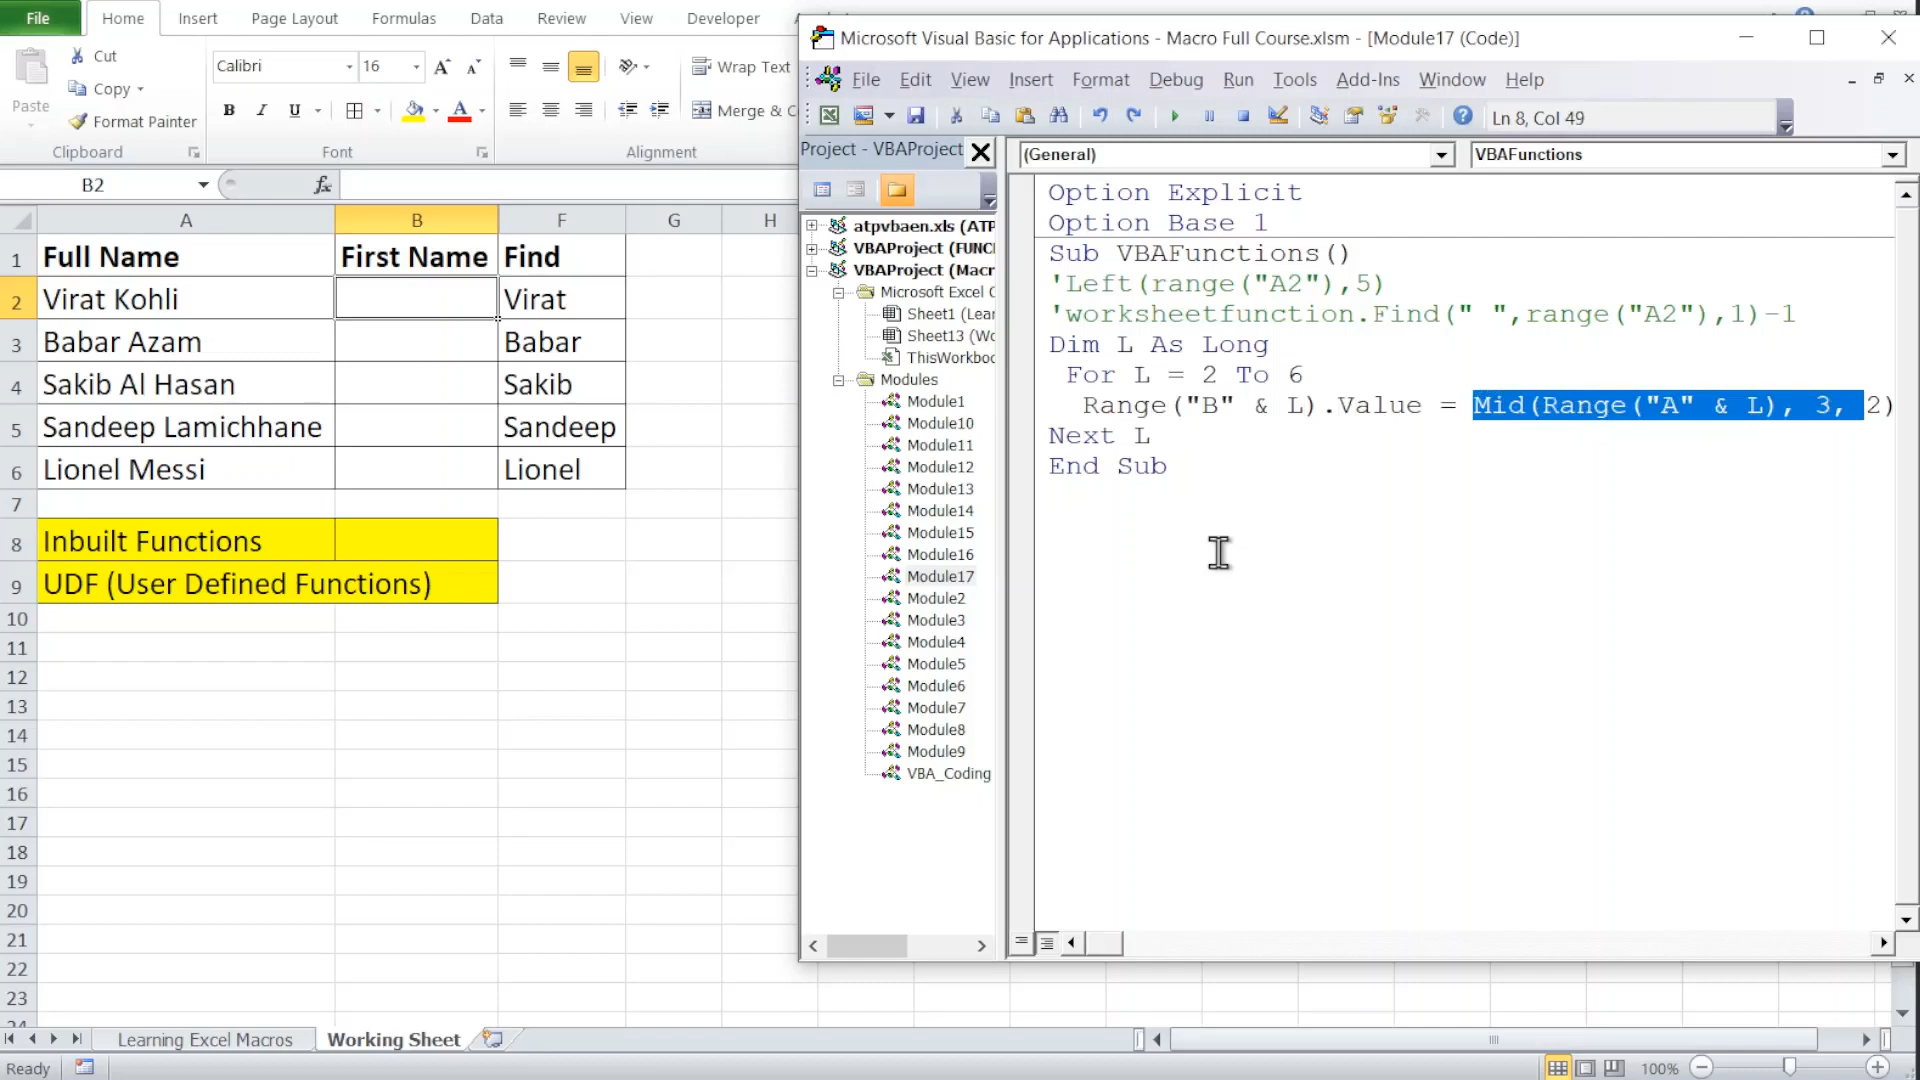 File Home Insert Page Layout Formulas Data Review View Developer
Cut
Copy
Format Painter
Paste
Clipboard
Calibri 16
B I U
Font
Wrap Text
Merge & C
Alignment
B2 fx
A B F G H
1 Full Name First Name Find
2 Virat Kohli Virat
3 Babar Azam Babar
4 Sakib Al Hasan Sakib
5 Sandeep Lamichhane Sandeep
6 Lionel Messi Lionel
7
8 Inbuilt Functions
9 UDF (User Defined Functions)
10
11
12
13
14
15
16
17
18
19
20
21
22
23
24
Learning Excel Macros Working Sheet
Ready 100%
Microsoft Visual Basic for Applications - Macro Full Course.xlsm - [Module17 (Code)]
File Edit View Insert Format Debug Run Tools Add-Ins Window Help
Ln 8, Col 49
Project - VBAProject
atpvbaen.xls (ATP
VBAProject (FUNC
VBAProject (Macr
Microsoft Excel O
Sheet1 (Lea
Sheet13 (Wo
ThisWorkboo
Modules
Module1
Module10
Module11
Module12
Module13
Module14
Module15
Module16
Module17
Module2
Module3
Module4
Module5
Module6
Module7
Module8
Module9
VBA_Coding
(General) VBAFunctions
Option Explicit
Option Base 1
Sub VBAFunctions()
'Left(range("A2"),5)
'worksheetfunction.Find(" ",range("A2"),1)-1
Dim L As Long
For L = 2 To 6
Range("B" & L).Value = Mid(Range("A" & L), 3, 2)
Next L
End Sub